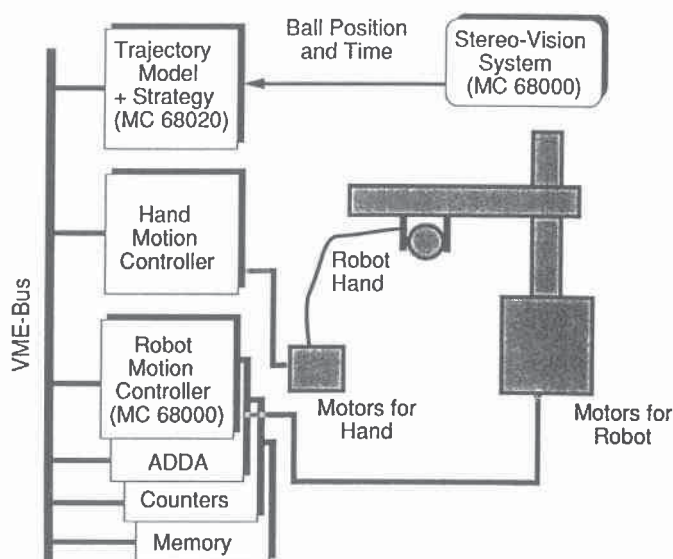 Ball Position
and Time
Stereo-Vision
System
(MC 68000)
Trajectory
Model
+ Strategy
(MC 68020)
Hand
Motion
Controller
Robot
Hand
VME-Bus
Robot
Motion
Controller
(MC 68000)
Motors for
Hand
Motors for
Robot
ADDA
Counters
Memory